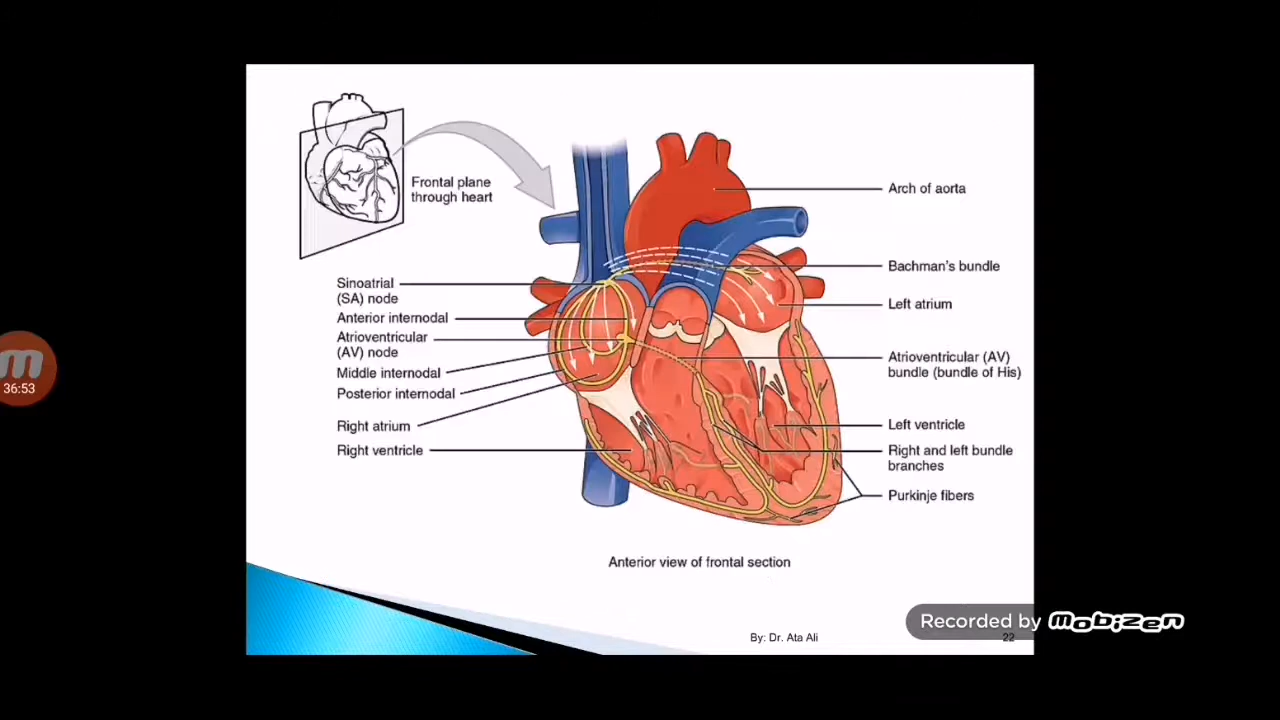 Frontal plane
through heart
Arch of aorta
Bachman's bundle
Left atrium
Atrioventricular (AV)
bundle (bundle of His)
Left ventricle
Right and left bundle
branches
Purkinje fibers
Sinoatrial
(SA) node
Anterior internodal
Atrioventricular
(AV) node
Middle internodal
Posterior internodal
Right atrium
Right ventricle
Anterior view of frontal section
36:53
By: Dr. Ata Ali
Recorded by mobizen
22